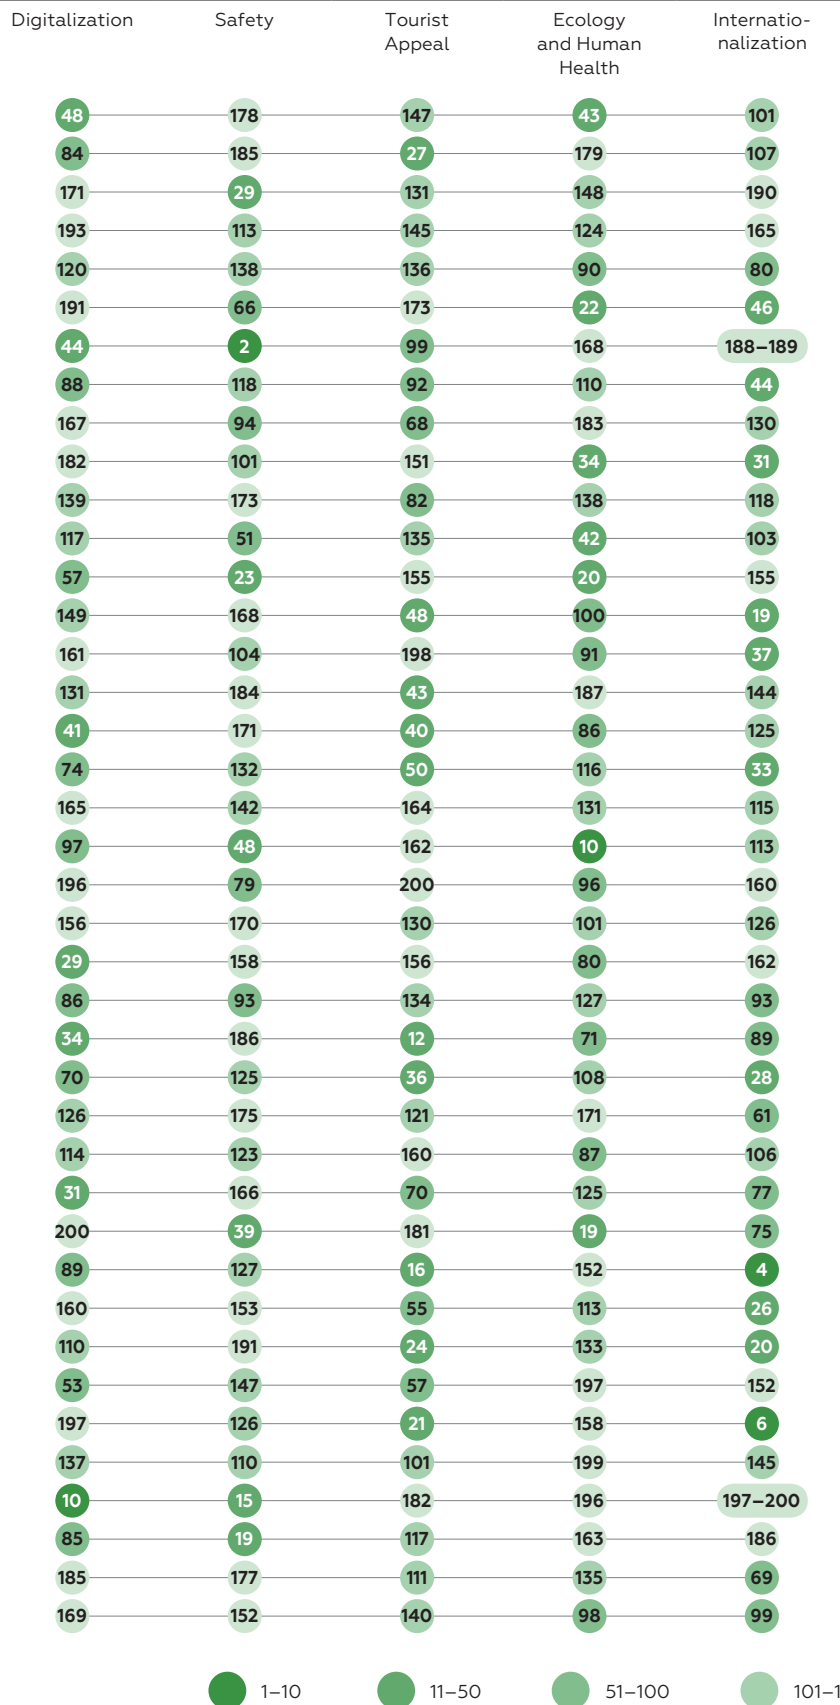 Digitalization Safety Tourist Ecology Internatio-
Appeal and Human nalization
Health
48 178 147 43 101
84 185 27 179 107
171 29 131 148 190
193 113 145 124 165
120 138 136 90 80
191 66 173 22 46
44 2 99 168 188–189
88 118 92 110 44
167 94 68 183 130
182 101 151 34 31
139 173 82 138 118
117 51 135 42 103
57 23 155 20 155
149 168 48 100 19
161 104 198 91 37
131 184 43 187 144
41 171 40 86 125
74 132 50 116 33
165 142 164 131 115
97 48 162 10 113
196 79 200 96 160
156 170 130 101 126
29 158 156 80 162
86 93 134 127 93
34 186 12 71 89
70 125 36 108 28
126 175 121 171 61
114 123 160 87 106
31 166 70 125 77
200 39 181 19 75
89 127 16 152 4
160 153 55 113 26
110 191 24 133 20
53 147 57 197 152
197 126 21 158 6
137 110 101 199 145
10 15 182 196 197–200
85 19 117 163 186
185 177 111 135 69
169 152 140 98 99
1–10 11–50 51–100 101–1